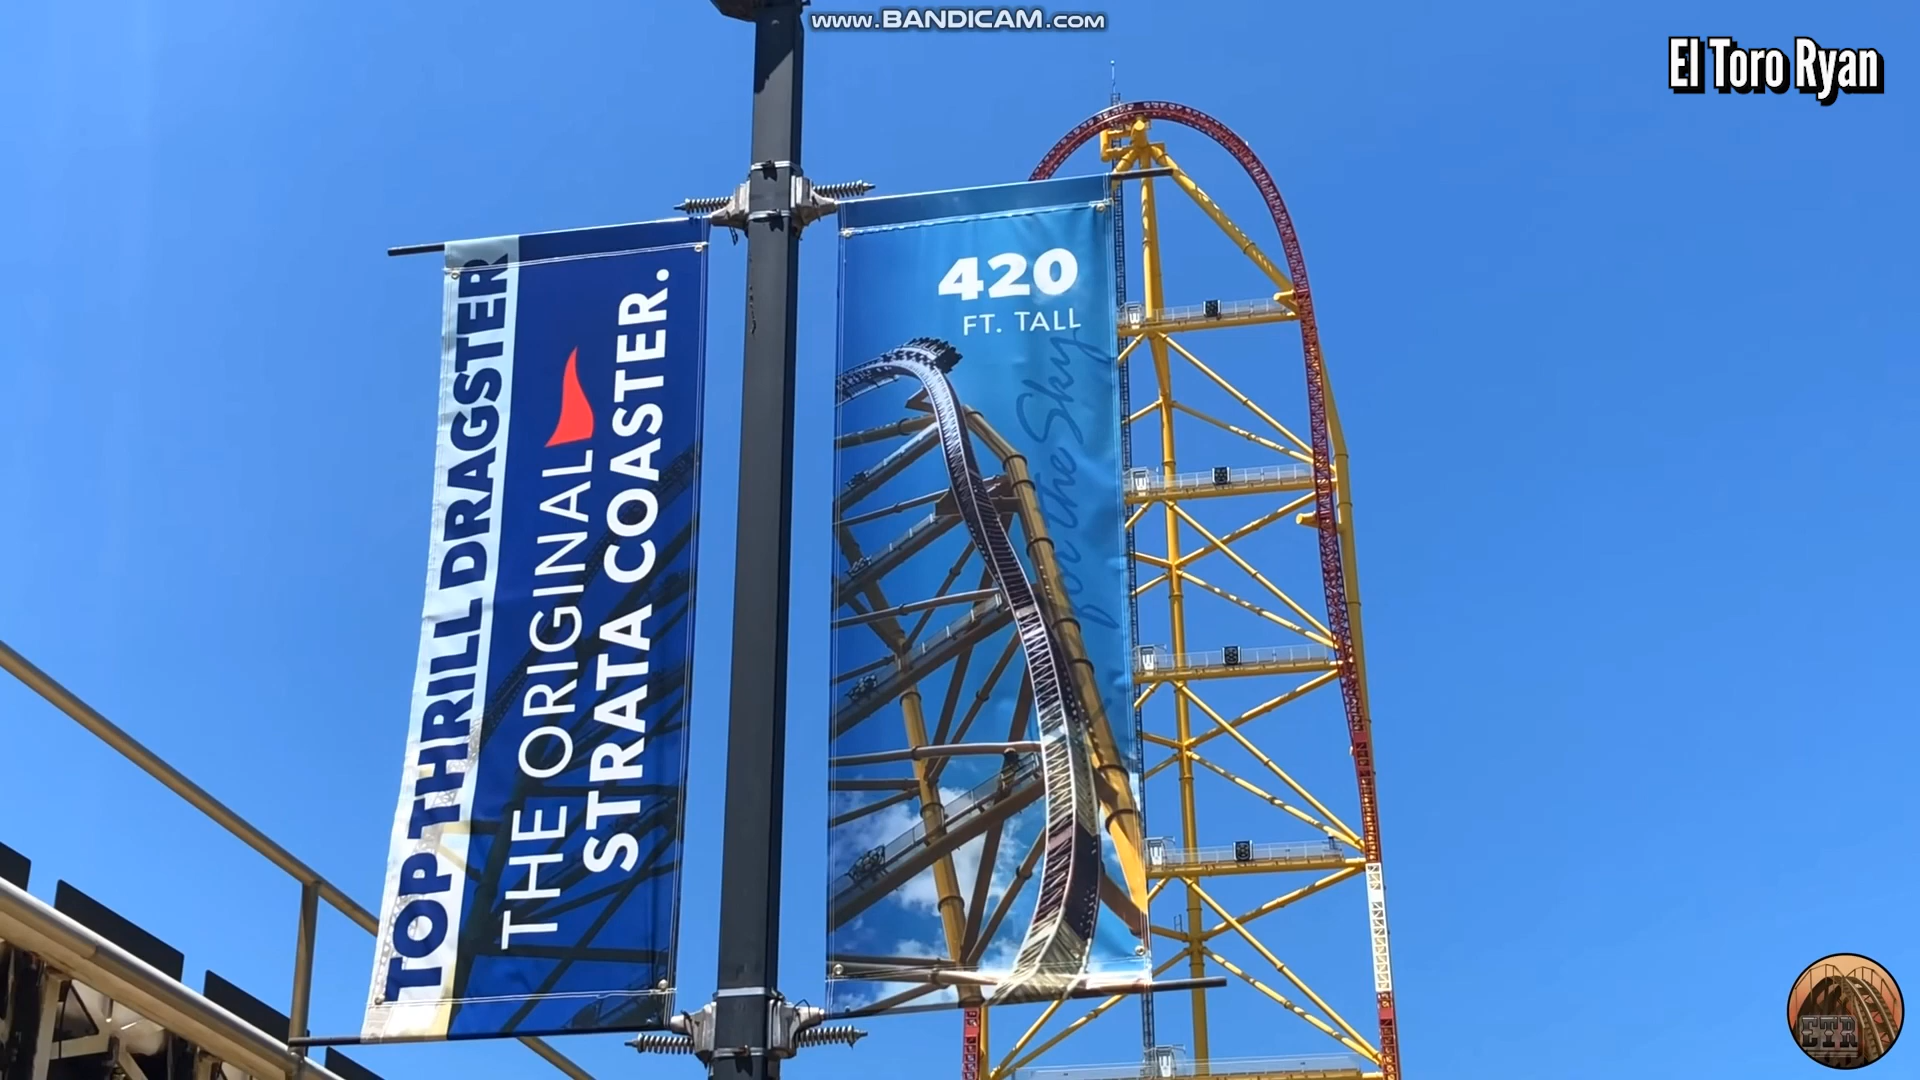 www.BANDICAM.com
El Toro Ryan
TOP THRILL DRAGSTER
THE ORIGINAL
STRATA COASTER.
420
FT. TALL
for the Sky
ETR